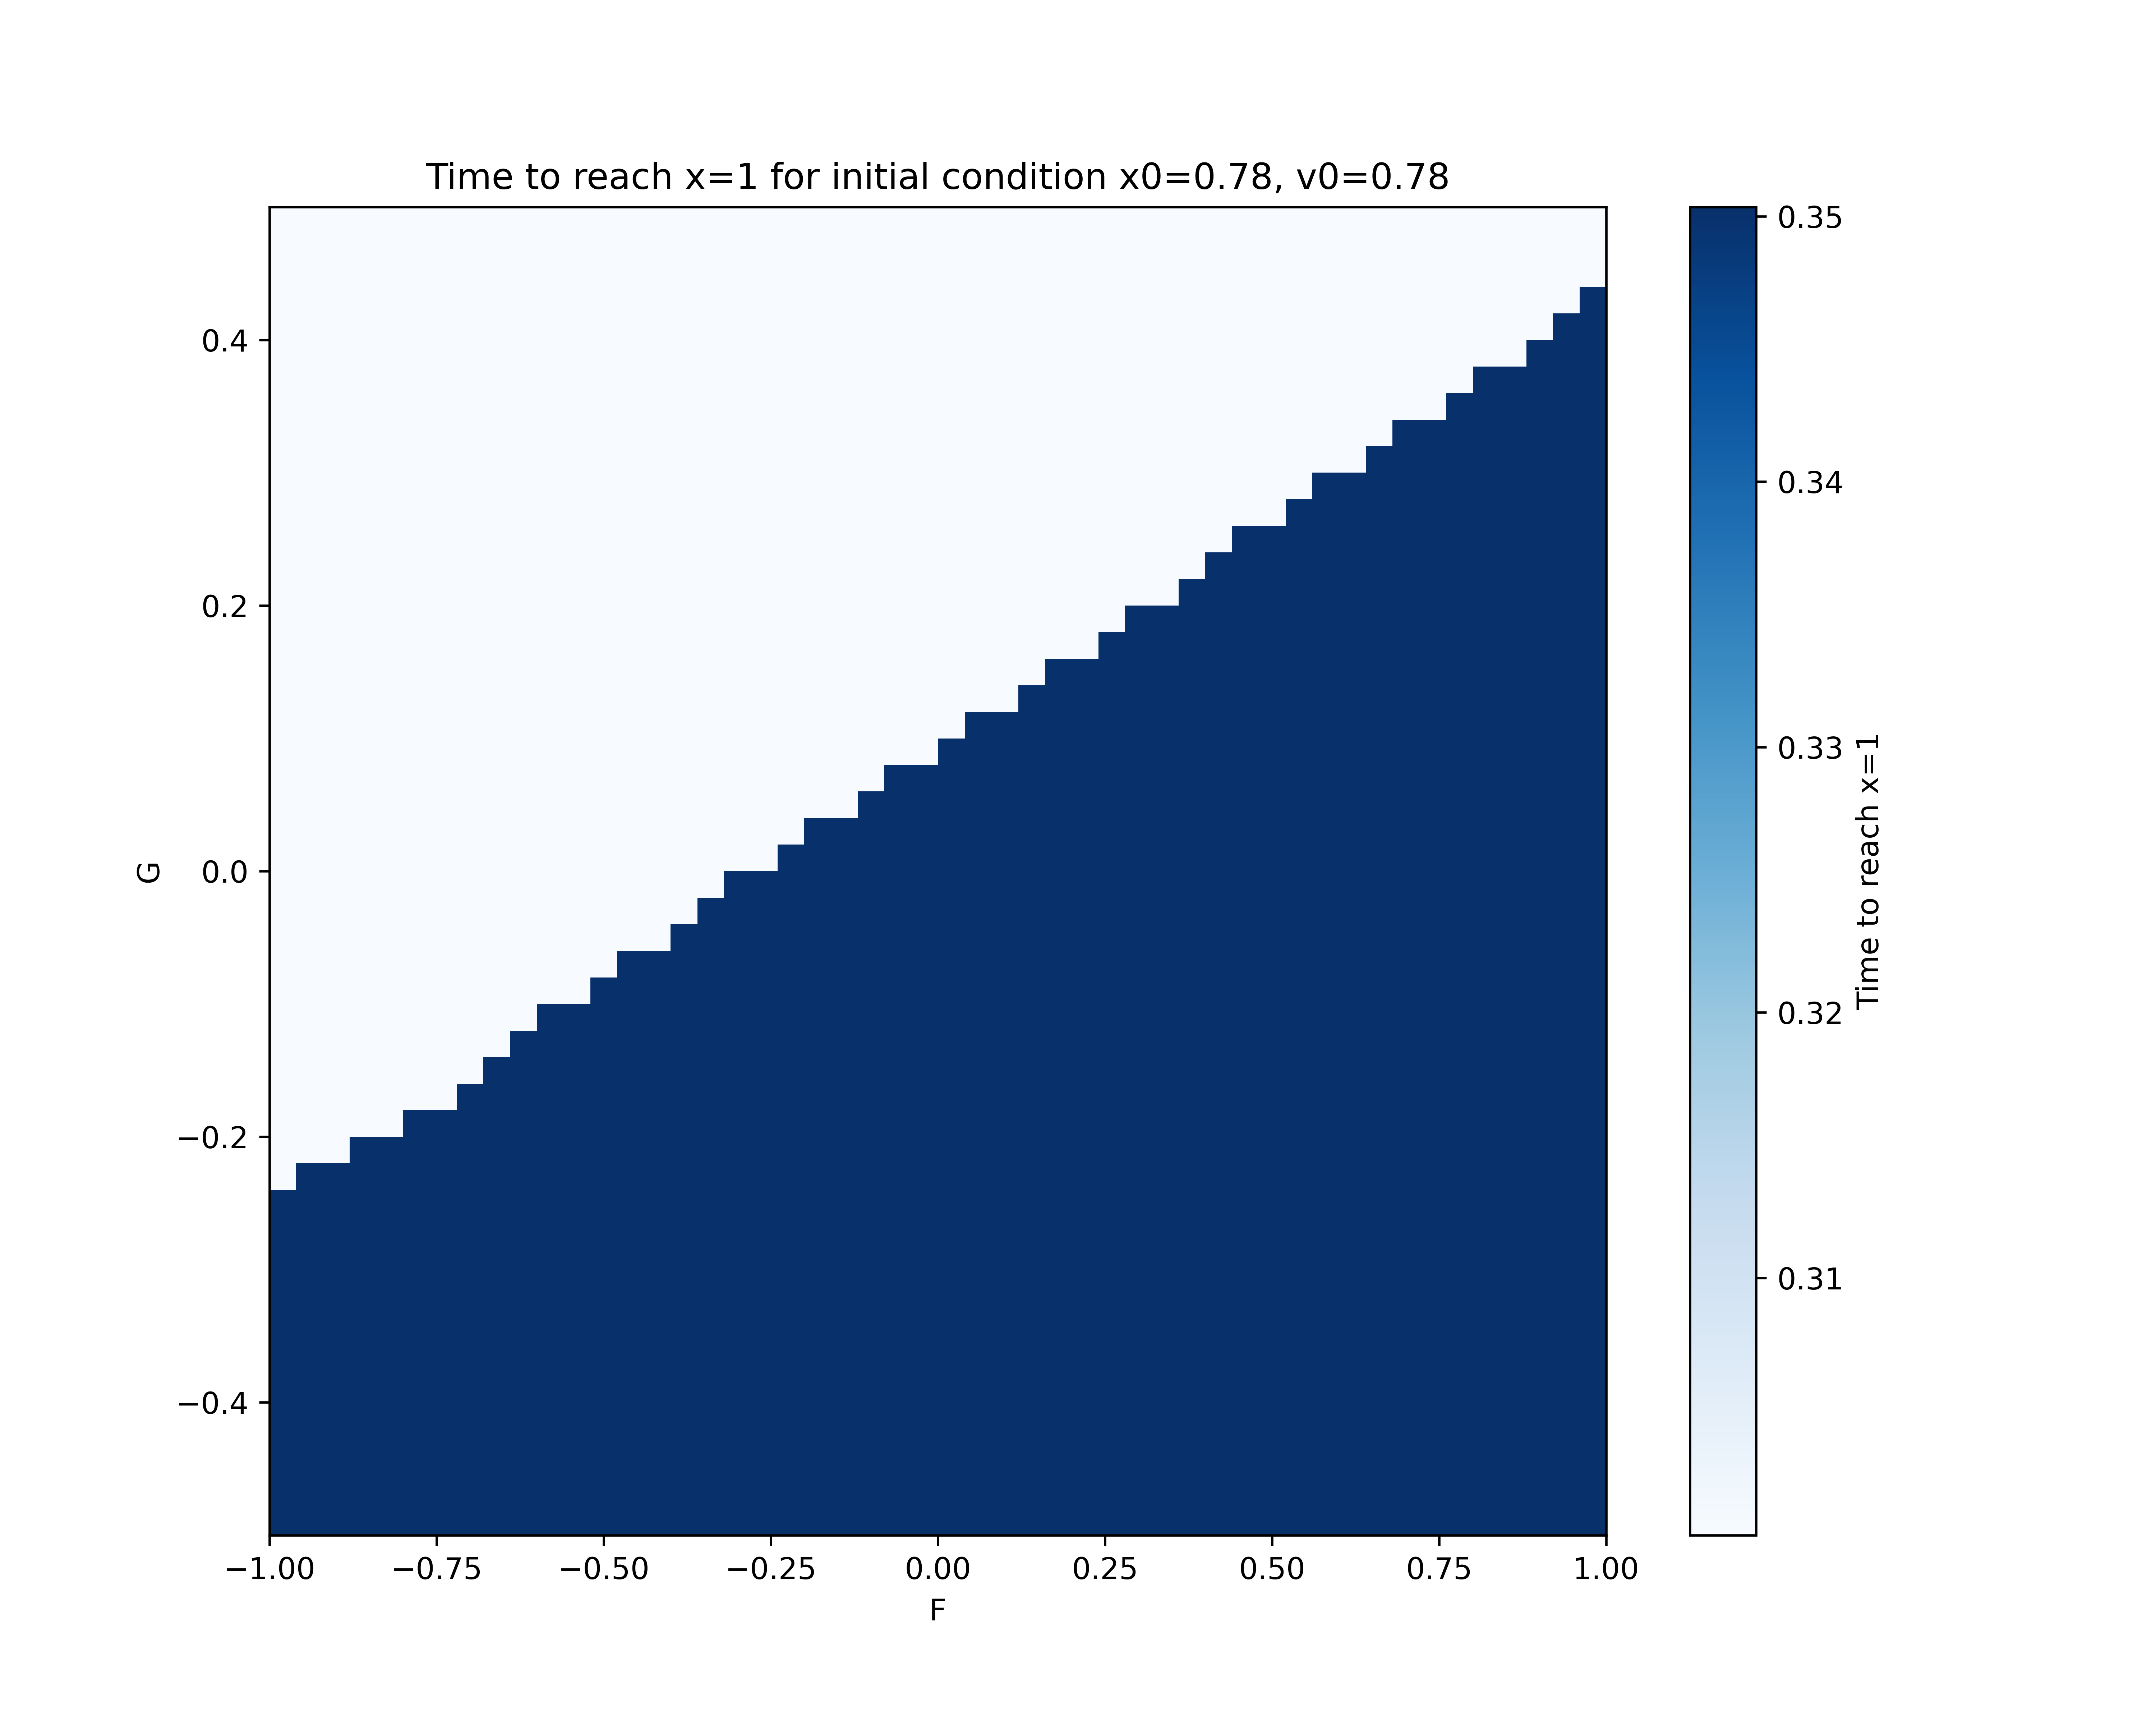 Time to reach x=1 for initial condition x0=0.78, v0=0.78
G
0.4
0.2
0.0
−0.2
−0.4
−1.00 −0.75 −0.50 −0.25 0.00 0.25 0.50 0.75 1.00
F
0.35
0.34
0.33
0.32
0.31
Time to reach x=1